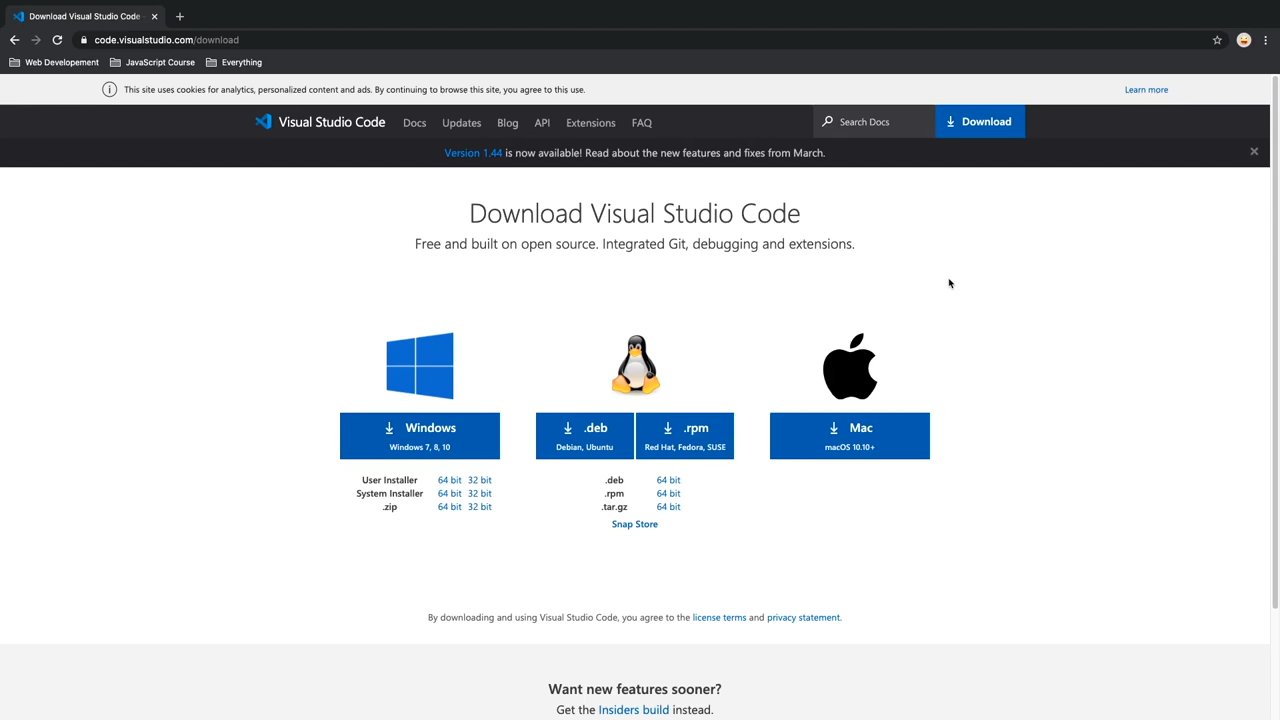 Download Visual Studio Code -
code.visualstudio.com/download
Web Developement JavaScript Course Everything
This site uses cookies for analytics, personalized content and ads. By continuing to browse this site, you agree to this use. Learn more
Visual Studio Code Docs Updates Blog API Extensions FAQ Search Docs Download
Version 1.44 is now available! Read about the new features and fixes from March.
Download Visual Studio Code
Free and built on open source. Integrated Git, debugging and extensions.
Windows .deb .rpm Mac
Windows 7, 8, 10 Debian, Ubuntu Red Hat, Fedora, SUSE macOS 10.10+
User Installer 64 bit 32 bit .deb 64 bit
System Installer 64 bit 32 bit .rpm 64 bit
.zip 64 bit 32 bit .tar.gz 64 bit
Snap Store
By downloading and using Visual Studio Code, you agree to the license terms and privacy statement.
Want new features sooner?
Get the Insiders build instead.